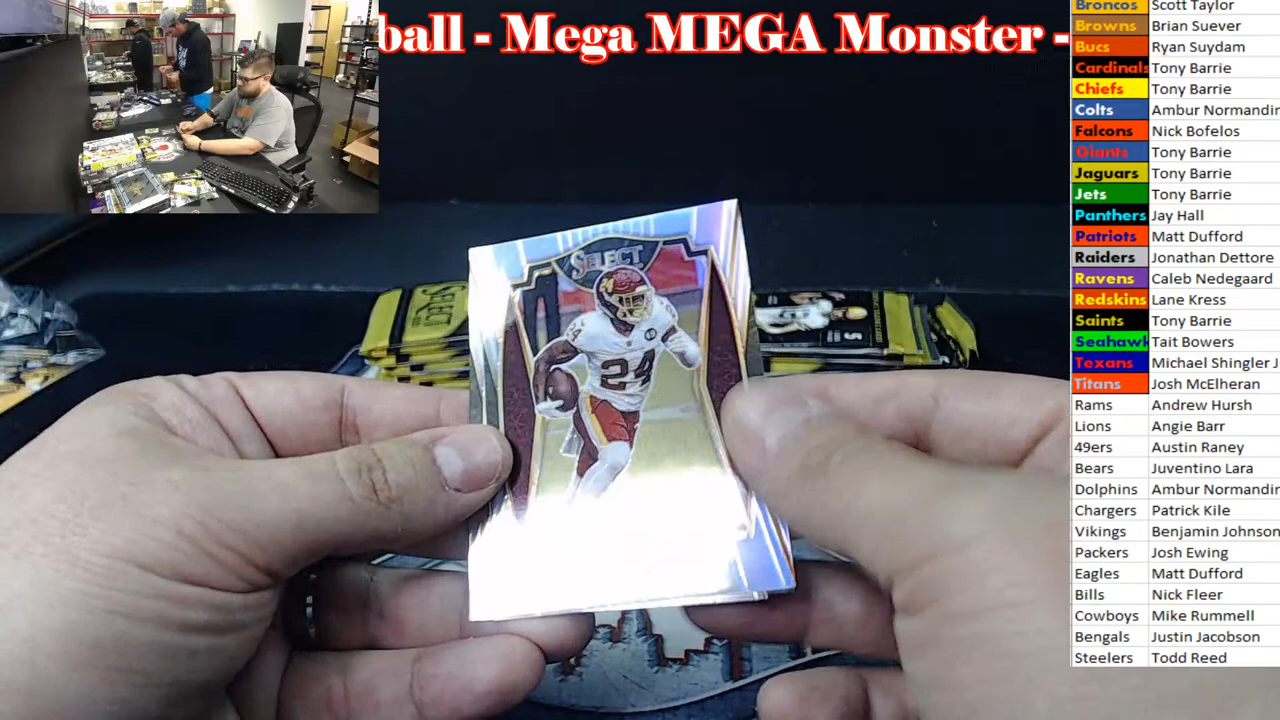 ball - Mega MEGA Monster -
Broncos Scott Taylor
Browns Brian Suever
Bucs Ryan Suydam
Cardinals Tony Barrie
Chiefs Tony Barrie
Colts Ambur Normandin
Falcons Nick Bofelos
Giants Tony Barrie
Jaguars Tony Barrie
Jets Tony Barrie
Panthers Jay Hall
Patriots Matt Dufford
Raiders Jonathan Dettore
Ravens Caleb Nedegaard
Redskins Lane Kress
Saints Tony Barrie
Seahawk Tait Bowers
Texans Michael Shingler J
Titans Josh McElheran
Rams Andrew Hursh
Lions Angie Barr
49ers Austin Raney
Bears Juventino Lara
Dolphins Ambur Normandin
Chargers Patrick Kile
Vikings Benjamin Johnson
Packers Josh Ewing
Eagles Matt Dufford
Bills Nick Fleer
Cowboys Mike Rummell
Bengals Justin Jacobson
Steelers Todd Reed
SELECT
24
24
SELECT